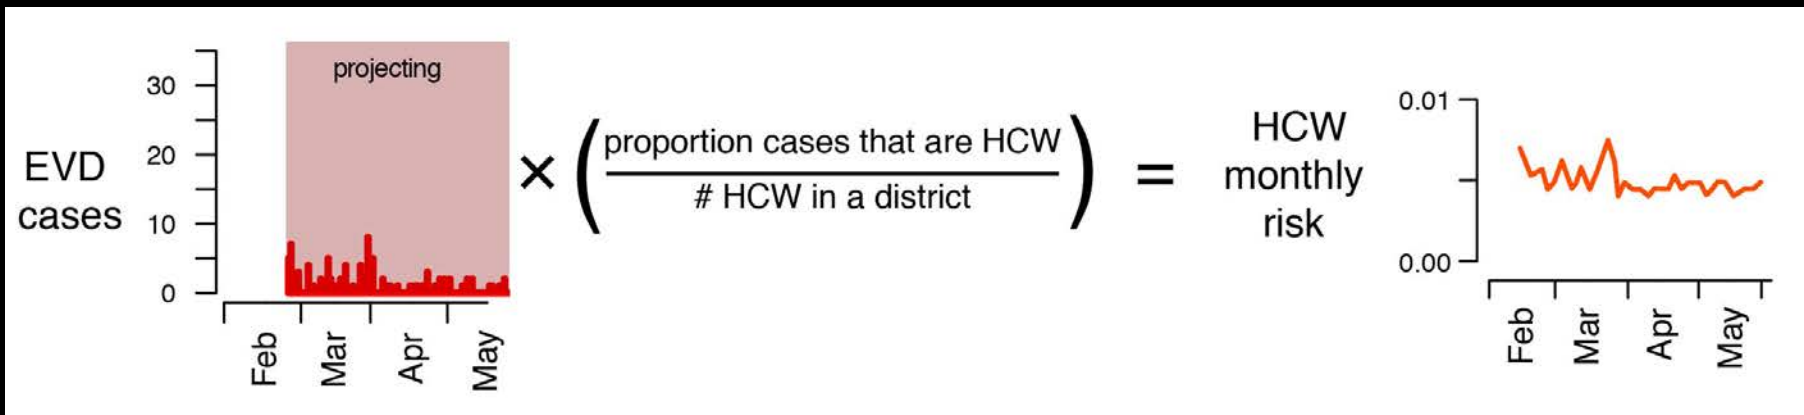 EVD
cases
30
20
10
0
projecting
Feb
Mar
Apr
May
×
(
proportion cases that are HCW
# HCW in a district
)
=
HCW
monthly
risk
0.01
0.00
Feb
Mar
Apr
May